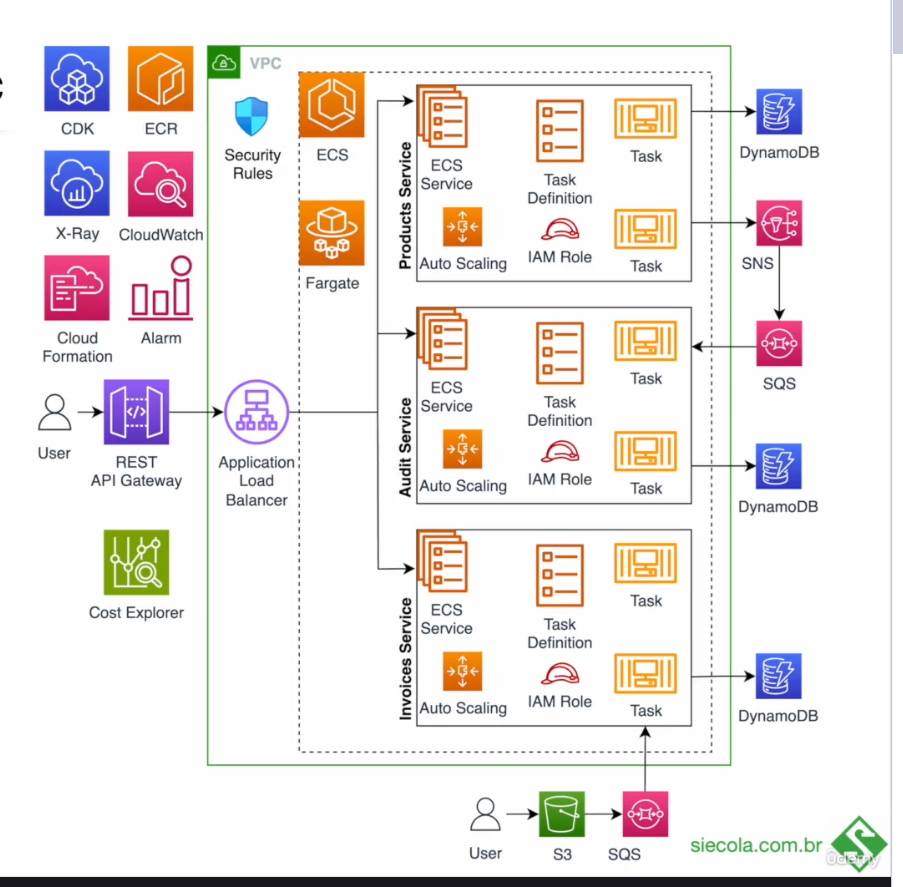 VPC
CDK
ECR
Security
Rules
ECS
X-Ray
CloudWatch
Fargate
Cloud
Formation
Alarm
User
REST
API Gateway
Application
Load
Balancer
Cost Explorer
Products Service
ECS
Service
Task
Definition
Task
Auto Scaling
IAM Role
Task
DynamoDB
SNS
SQS
Audit Service
ECS
Service
Task
Definition
Task
Auto Scaling
IAM Role
Task
DynamoDB
Invoices Service
ECS
Service
Task
Definition
Task
Auto Scaling
IAM Role
Task
DynamoDB
User
S3
SQS
siecola.com.br
udemy